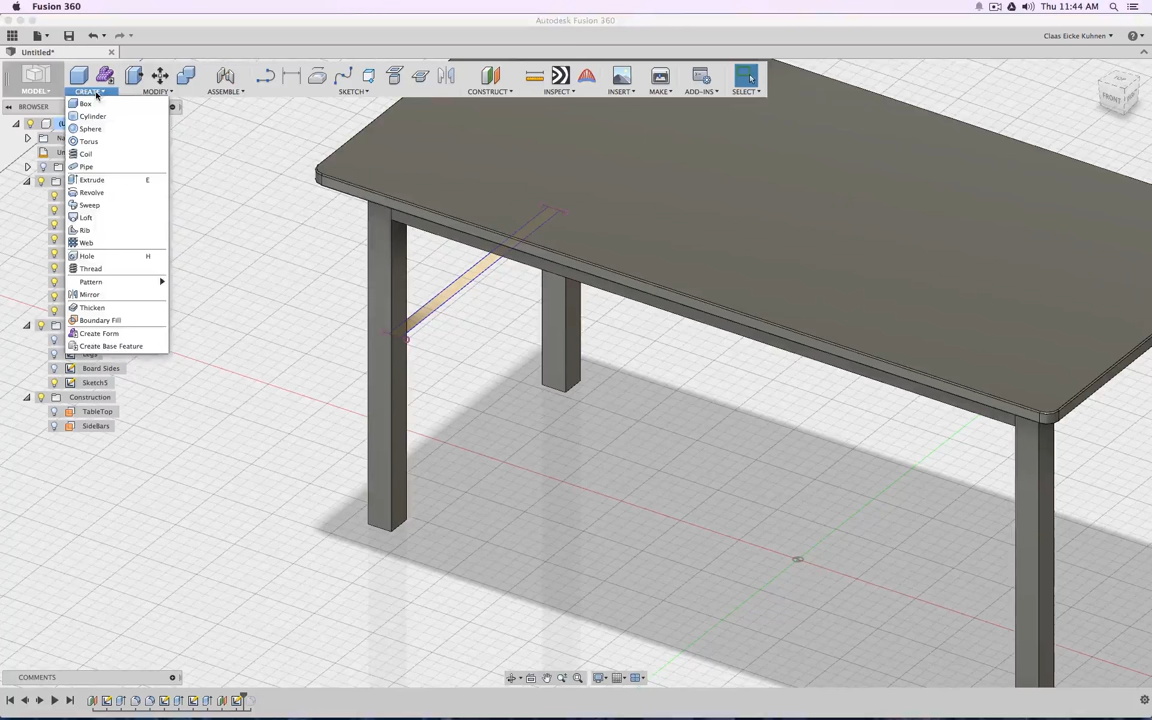 Fusion 360
Thu 11:44 AM
Autodesk Fusion 360
Claas Eicke Kuhnen
Untitled*
MODEL
CREATE
MODIFY
ASSEMBLE
SKETCH
CONSTRUCT
INSPECT
INSERT
MAKE
ADD-INS
SELECT
BROWSER
FRONT
Box
Cylinder
Sphere
Torus
Coil
Pipe
Extrude E
Revolve
Sweep
Loft
Rib
Web
Hole H
Thread
Pattern
Mirror
Thicken
Boundary Fill
Create Form
Create Base Feature
Legs
Board Sides
Sketch5
Construction
TableTop
SideBars
COMMENTS